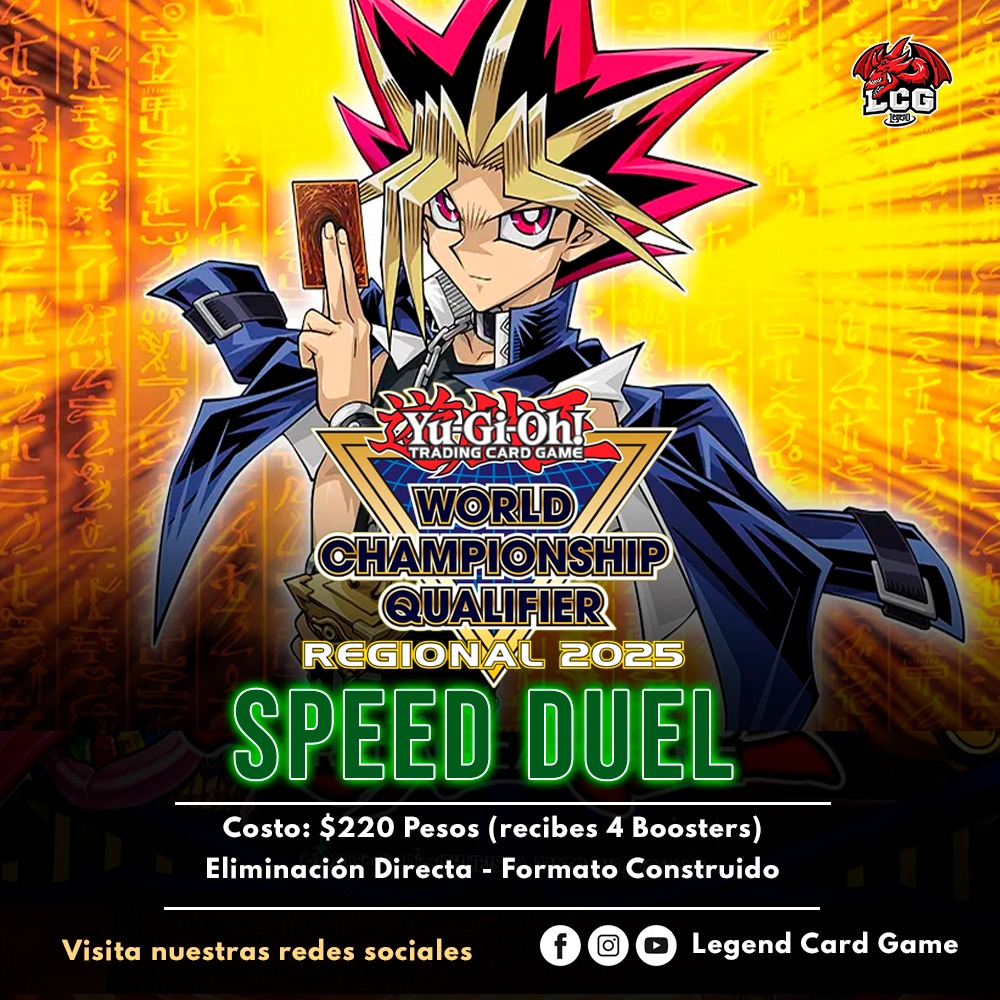 LCG
Legend
Yu-Gi-Oh!
TRADING CARD GAME
WORLD
CHAMPIONSHIP
QUALIFIER
REGIONAL 2025
SPEED DUEL
Costo: $220 Pesos (recibes 4 Boosters)
Eliminación Directa - Formato Construido
Visita nuestras redes sociales
Legend Card Game